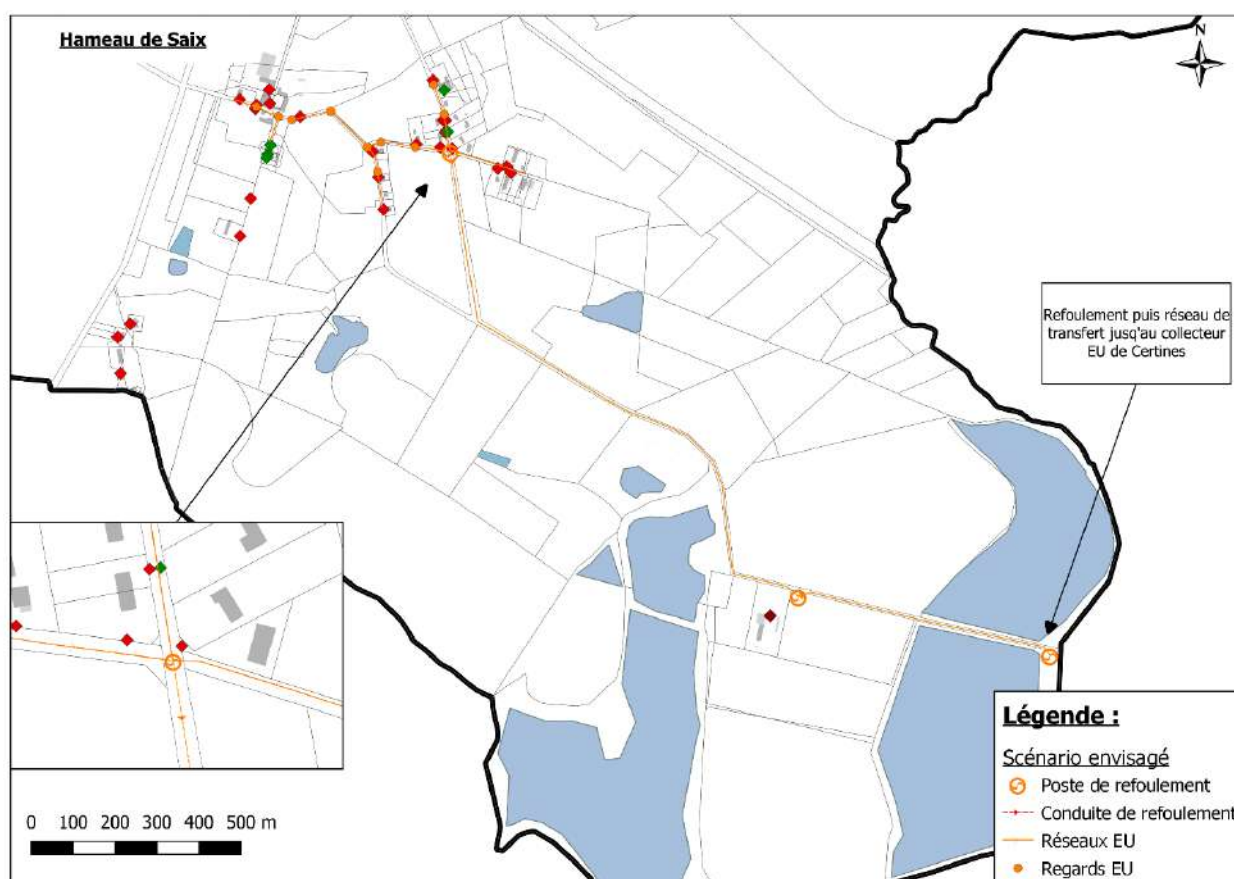 Hameau de Saix
N
Refoulement puis réseau de
transfert jusqu'au collecteur
EU de Certines
0 100 200 300 400 500 m
Légende :
Scénario envisagé
Poste de refoulement
Conduite de refoulement
Réseaux EU
Regards EU